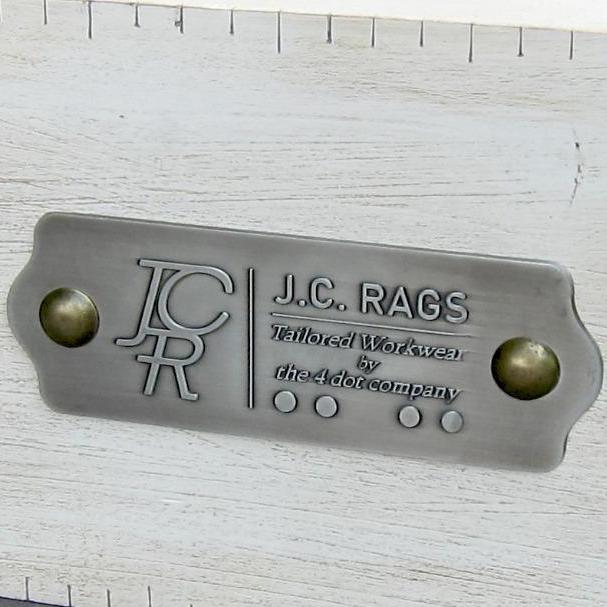 JCR
J.C. RAGS
Tailored Workwear
by
the 4 dot company